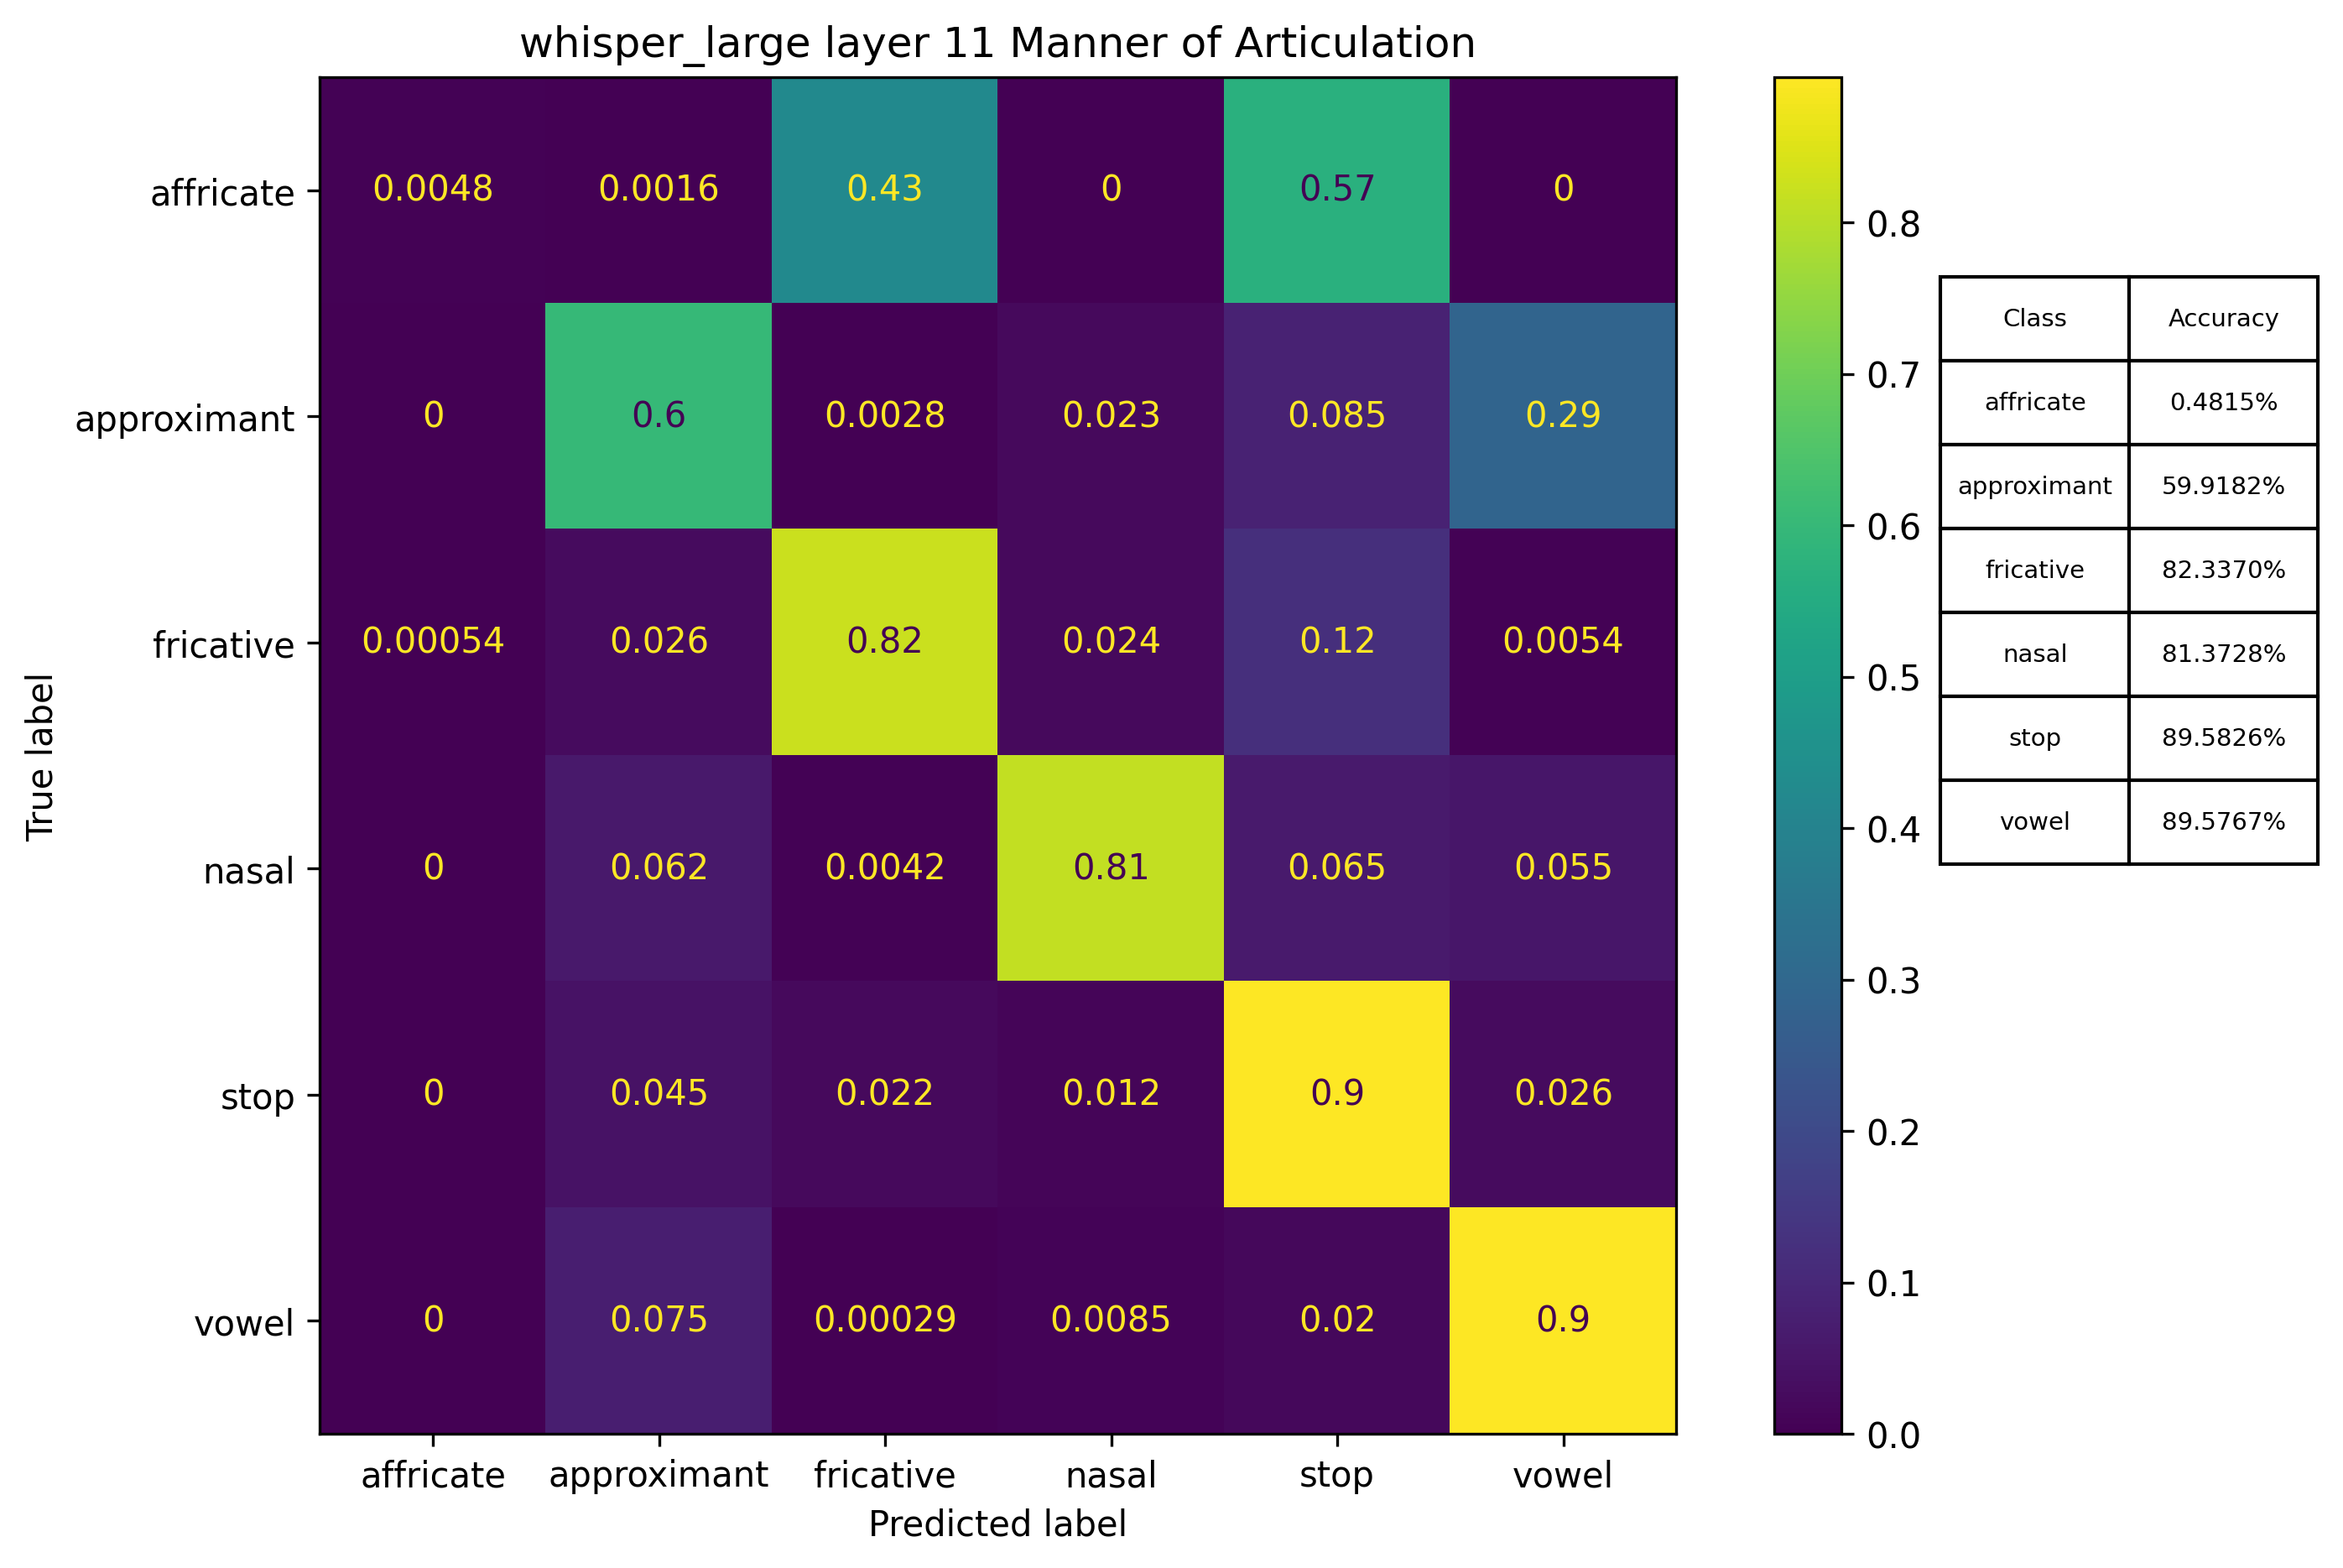 whisper_large layer 11 Manner of Articulation
True label
affricate 0.0048 0.0016 0.43 0 0.57 0
approximant 0 0.6 0.0028 0.023 0.085 0.29
fricative 0.00054 0.026 0.82 0.024 0.12 0.0054
nasal 0 0.062 0.0042 0.81 0.065 0.055
stop 0 0.045 0.022 0.012 0.9 0.026
vowel 0 0.075 0.00029 0.0085 0.02 0.9
affricate approximant fricative nasal stop vowel
Predicted label
0.8
0.7
0.6
0.5
0.4
0.3
0.2
0.1
0.0
Class Accuracy
affricate 0.4815%
approximant 59.9182%
fricative 82.3370%
nasal 81.3728%
stop 89.5826%
vowel 89.5767%